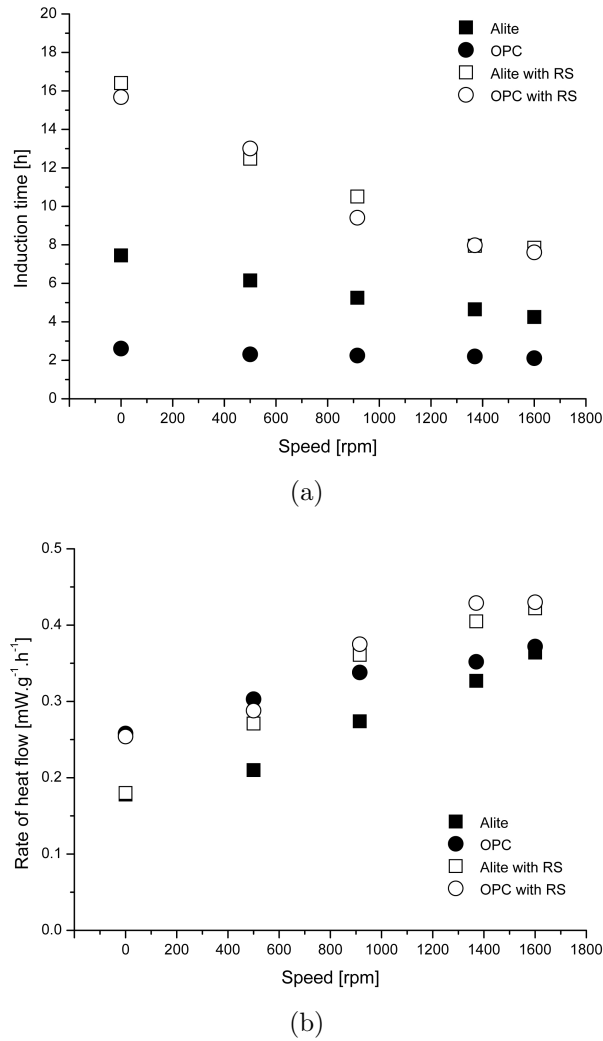 20
18
16
14
12
10
8
6
4
2
0
Induction time [h]
Alite
OPC
Alite with RS
OPC with RS
0 200 400 600 800 1000 1200 1400 1600 1800
Speed [rpm]
(a)
0.5
0.4
0.3
0.2
0.1
0.0
Rate of heat flow [mW.g⁻¹.h⁻¹]
Alite
OPC
Alite with RS
OPC with RS
0 200 400 600 800 1000 1200 1400 1600 1800
Speed [rpm]
(b)